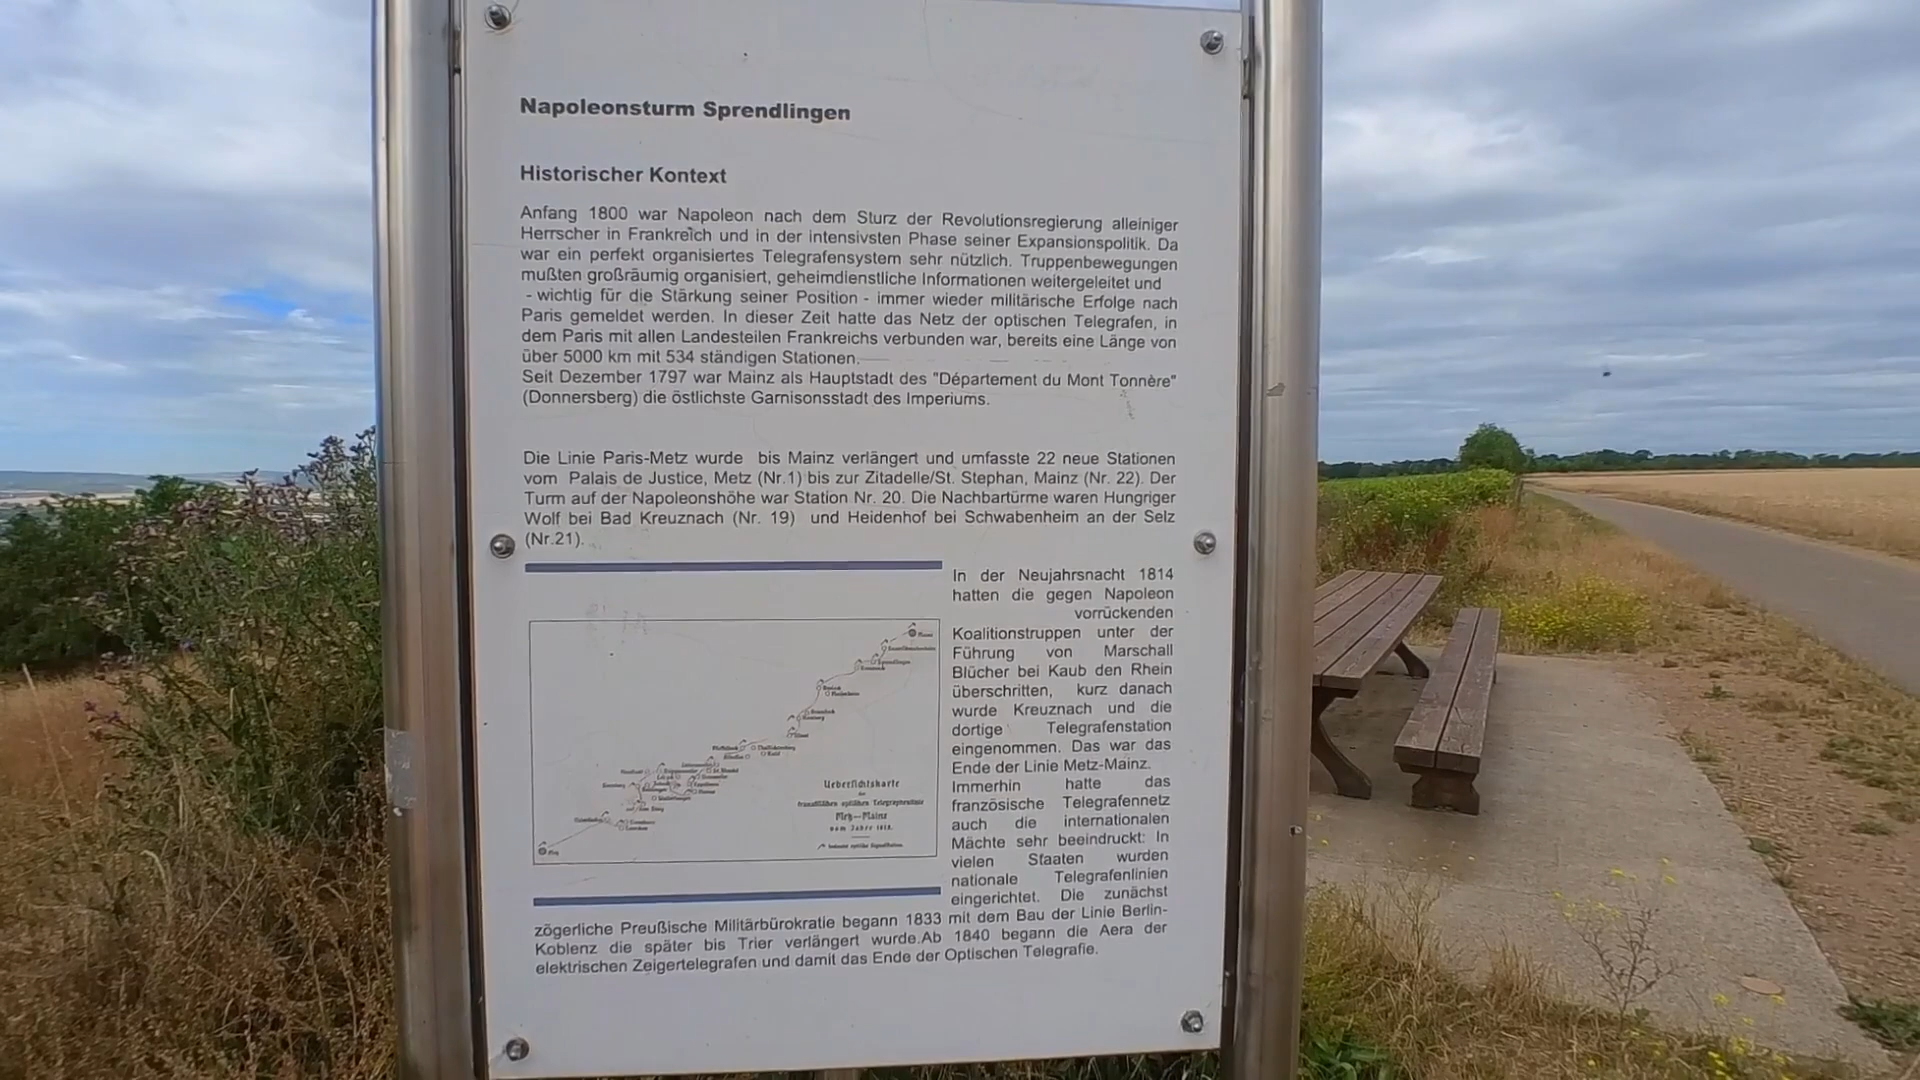 Napoleonsturm Sprendlingen
Historischer Kontext
Anfang 1800 war Napoleon nach dem Sturz der Revolutionsregierung alleiniger
Herrscher in Frankreich und in der intensivsten Phase seiner Expansionspolitik. Da
war ein perfekt organisiertes Telegrafensystem sehr nützlich. Truppenbewegungen
mußten großräumig organisiert, geheimdienstliche Informationen weitergeleitet und
- wichtig für die Stärkung seiner Position - immer wieder militärische Erfolge nach
Paris gemeldet werden. In dieser Zeit hatte das Netz der optischen Telegrafen, in
dem Paris mit allen Landesteilen Frankreichs verbunden war, bereits eine Länge von
über 5000 km mit 534 ständigen Stationen.
Seit Dezember 1797 war Mainz als Hauptstadt des "Département du Mont Tonnère"
(Donnersberg) die östlichste Garnisonsstadt des Imperiums.
Die Linie Paris-Metz wurde bis Mainz verlängert und umfasste 22 neue Stationen
vom Palais de Justice, Metz (Nr.1) bis zur Zitadelle/St. Stephan, Mainz (Nr. 22). Der
Turm auf der Napoleonshöhe war Station Nr. 20. Die Nachbartürme waren Hungriger
Wolf bei Bad Kreuznach (Nr. 19) und Heidenhof bei Schwabenheim an der Selz
(Nr.21).
In der Neujahrsnacht 1814
hatten die gegen Napoleon
vorrückenden
Koalitionstruppen unter der
Führung von Marschall
Blücher bei Kaub den Rhein
überschritten, kurz danach
wurde Kreuznach und die
dortige Telegrafenstation
eingenommen. Das war das
Ende der Linie Metz-Mainz.
Immerhin hatte das
französische Telegrafennetz
auch die internationalen
Mächte sehr beeindruckt: In
vielen Staaten wurden
nationale Telegrafenlinien
eingerichtet. Die zunächst
zögerliche Preußische Militärbürokratie begann 1833 mit dem Bau der Linie Berlin-
Koblenz die später bis Trier verlängert wurde.Ab 1840 begann die Aera der
elektrischen Zeigertelegrafen und damit das Ende der Optischen Telegrafie.
Uebersichtskarte
der
französischen optischen Telegraphenlinie
Metz—Mainz
vom Jahre 1813.